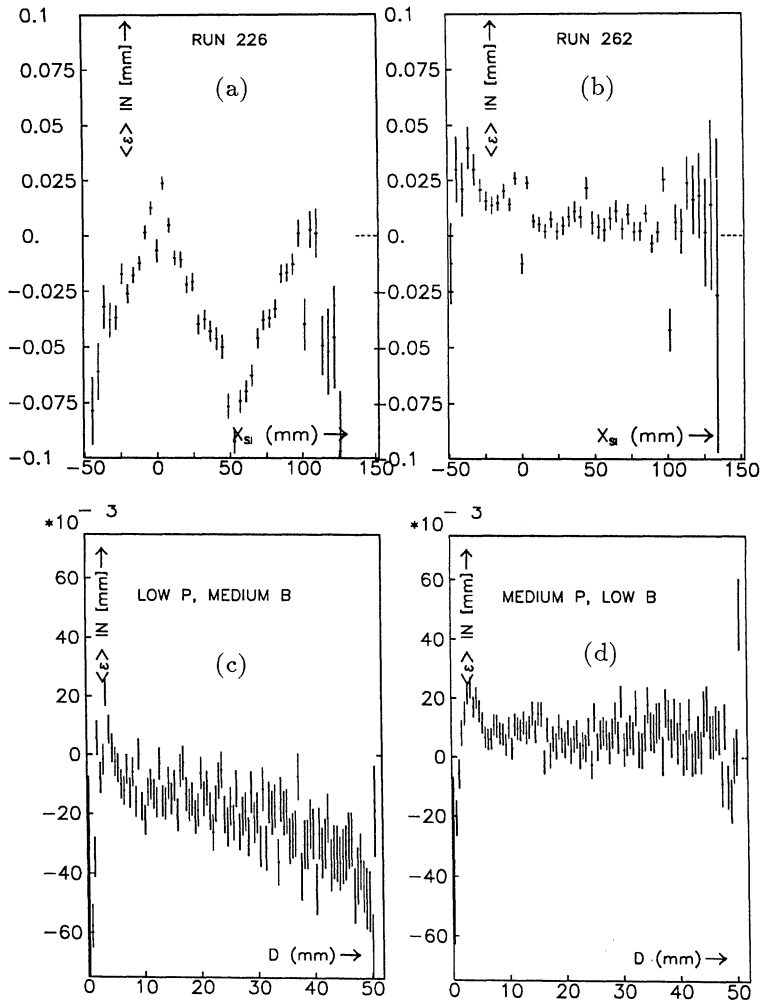 0.1
RUN 226
(a)
<ε> IN [mm] →
0.075
0.05
0.025
0.
−0.025
−0.05
−0.075
−0.1
X_SI (mm) →
−50 0 50 100 150
0.1
RUN 262
(b)
<ε> IN [mm] →
0.075
0.05
0.025
0.
−0.025
−0.05
−0.075
0.1
X_SI (mm) →
−50 0 50 100 150
*10 − 3
LOW P, MEDIUM B
(c)
<ε> IN [mm] →
60
40
20
0
−20
−40
−60
D (mm) →
0 10 20 30 40 50
*10 − 3
MEDIUM P, LOW B
(d)
<ε> IN [mm] →
60
40
20
0
−20
−40
−60
D (mm) →
0 10 20 30 40 50